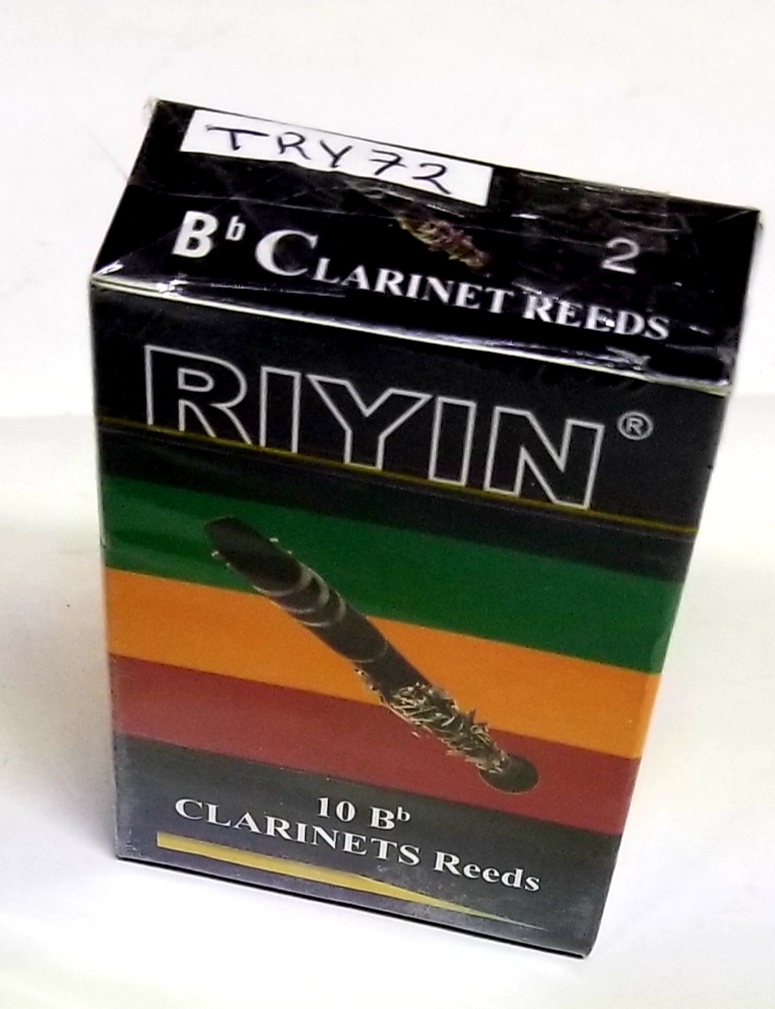 TRY72
2
B♭ CLARINET REEDS
RIYIN®
10 B♭
CLARINETS Reeds